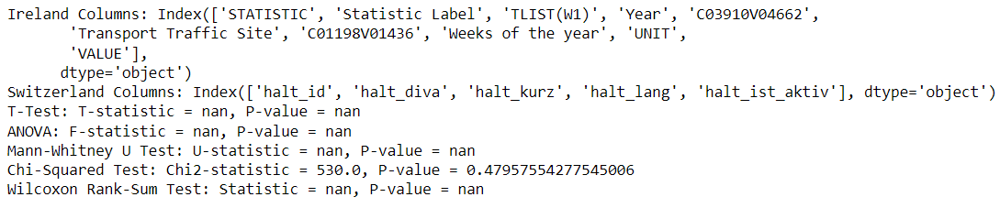 Ireland Columns: Index(['STATISTIC', 'Statistic Label', 'TLIST(W1)', 'Year', 'C03910V04662',
'Transport Traffic Site', 'C01198V01436', 'Weeks of the year', 'UNIT',
'VALUE'],
dtype='object')
Switzerland Columns: Index(['halt_id', 'halt_diva', 'halt_kurz', 'halt_lang', 'halt_ist_aktiv'], dtype='object')
T-Test: T-statistic = nan, P-value = nan
ANOVA: F-statistic = nan, P-value = nan
Mann-Whitney U Test: U-statistic = nan, P-value = nan
Chi-Squared Test: Chi2-statistic = 530.0, P-value = 0.47957554277545006
Wilcoxon Rank-Sum Test: Statistic = nan, P-value = nan